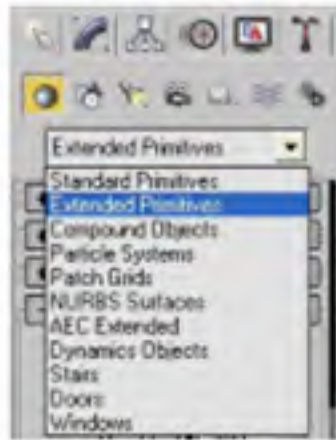 Extended Primitives
Standard Primitives
Extended Primitives
Compound Objects
Particle Systems
Patch Grids
NURBS Surfaces
AEC Extended
Dynamics Objects
Stairs
Doors
Windows